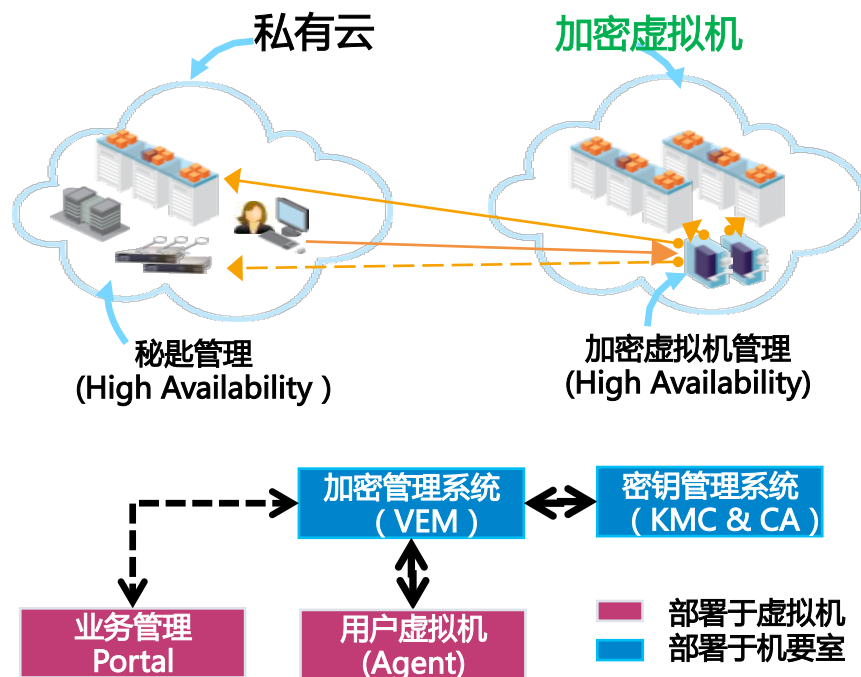 私有云
加密虚拟机
秘匙管理
(High Availability )
加密虚拟机管理
(High Availability)
加密管理系统
（ VEM ）
密钥管理系统
（ KMC & CA ）
业务管理
Portal
用户虚拟机
(Agent)
部署于虚拟机
部署于机要室